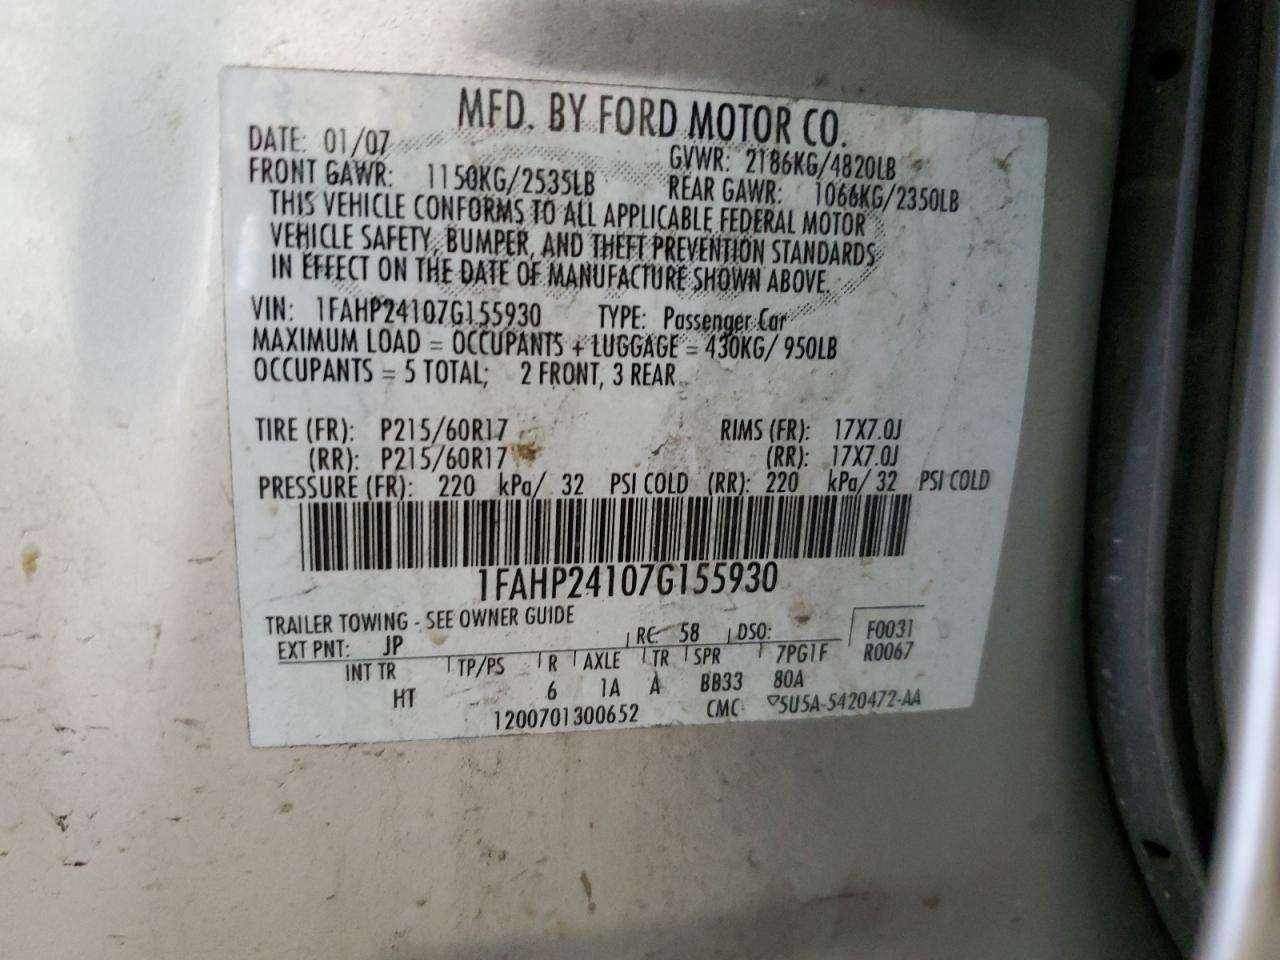 MFD. BY FORD MOTOR CO.
DATE: 01/07 GVWR: 2186KG/4820LB
FRONT GAWR: 1150KG/2535LB REAR GAWR: 1066KG/2350LB
THIS VEHICLE CONFORMS TO ALL APPLICABLE FEDERAL MOTOR
VEHICLE SAFETY, BUMPER, AND THEFT PREVENTION STANDARDS
IN EFFECT ON THE DATE OF MANUFACTURE SHOWN ABOVE.
VIN: 1FAHP24107G155930 TYPE: Passenger Car
MAXIMUM LOAD = OCCUPANTS + LUGGAGE = 430KG/ 950LB
OCCUPANTS = 5 TOTAL; 2 FRONT, 3 REAR
TIRE (FR): P215/60R17 RIMS (FR): 17X7.0J
(RR): P215/60R17 (RR): 17X7.0J
PRESSURE (FR): 220 kPa/ 32 PSI COLD (RR): 220 kPa/ 32 PSI COLD
1FAHP24107G155930
TRAILER TOWING - SEE OWNER GUIDE
EXT PNT: JP RC: 58 DSO: F0031
INT TR TP/PS R AXLE TR SPR 7PG1F R0067
HT 6 1A A BB33 80A
1200701300652 CMC ▽5U5A-5420472-AA